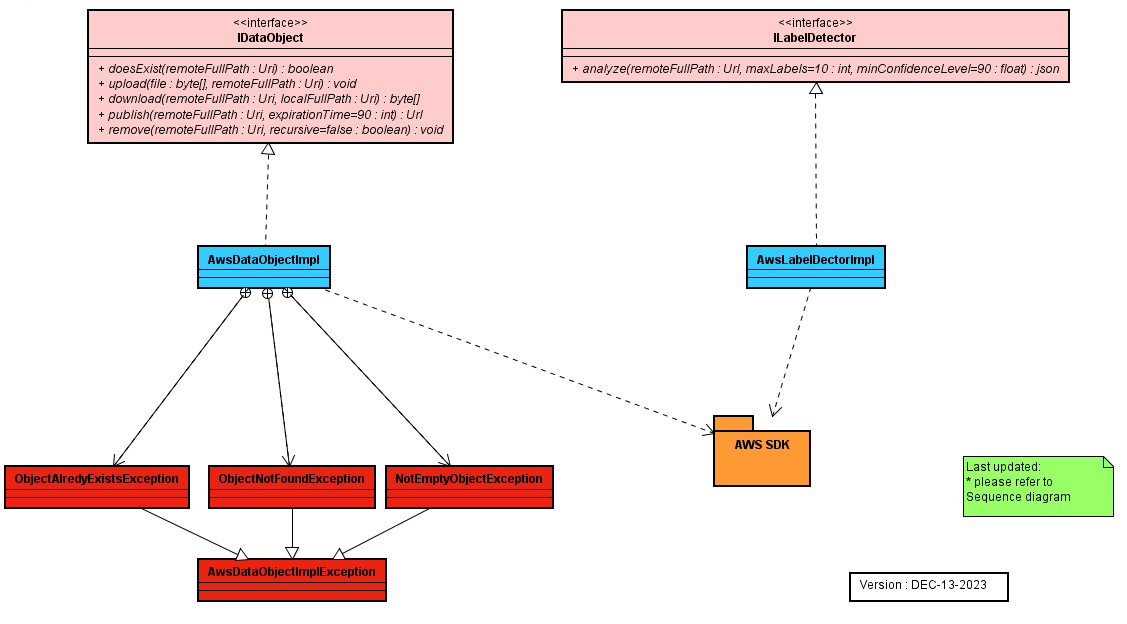 <<interface>>
IDataObject
+ doesExist(remoteFullPath : Uri) : boolean
+ upload(file : byte[], remoteFullPath : Uri) : void
+ download(remoteFullPath : Uri, localFullPath : Uri) : byte[]
+ publish(remoteFullPath : Uri, expirationTime=90 : int) : Url
+ remove(remoteFullPath : Uri, recursive=false : boolean) : void
<<interface>>
ILabelDetector
+ analyze(remoteFullPath : Url, maxLabels=10 : int, minConfidenceLevel=90 : float) : json
AwsDataObjectImpl
AwsLabelDectorImpl
AWS SDK
ObjectAlredyExistsException
ObjectNotFoundException
NotEmptyObjectException
AwsDataObjectImplException
Last updated:
* please refer to
Sequence diagram
Version : DEC-13-2023